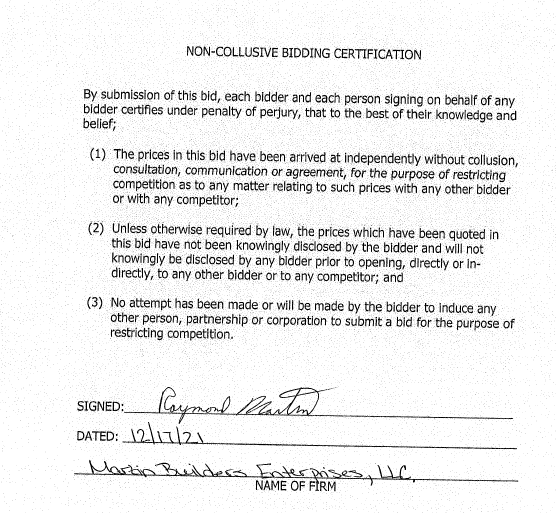 NON-COLLUSIVE BIDDING CERTIFICATION
By submission of this bid, each bidder and each person signing on behalf of any
bidder certifies under penalty of perjury, that to the best of their knowledge and
belief;
(1) The prices in this bid have been arrived at independently without collusion,
consultation, communication or agreement, for the purpose of restricting
competition as to any matter relating to such prices with any other bidder
or with any competitor;
(2) Unless otherwise required by law, the prices which have been quoted in
this bid have not been knowingly disclosed by the bidder and will not
knowingly be disclosed by any bidder prior to opening, directly or in-
directly, to any other bidder or to any competitor; and
(3) No attempt has been made or will be made by the bidder to induce any
other person, partnership or corporation to submit a bid for the purpose of
restricting competition.
SIGNED: Raymond Martin
DATED: 12/17/21
Martin Builders Enterprises, LLC.
NAME OF FIRM